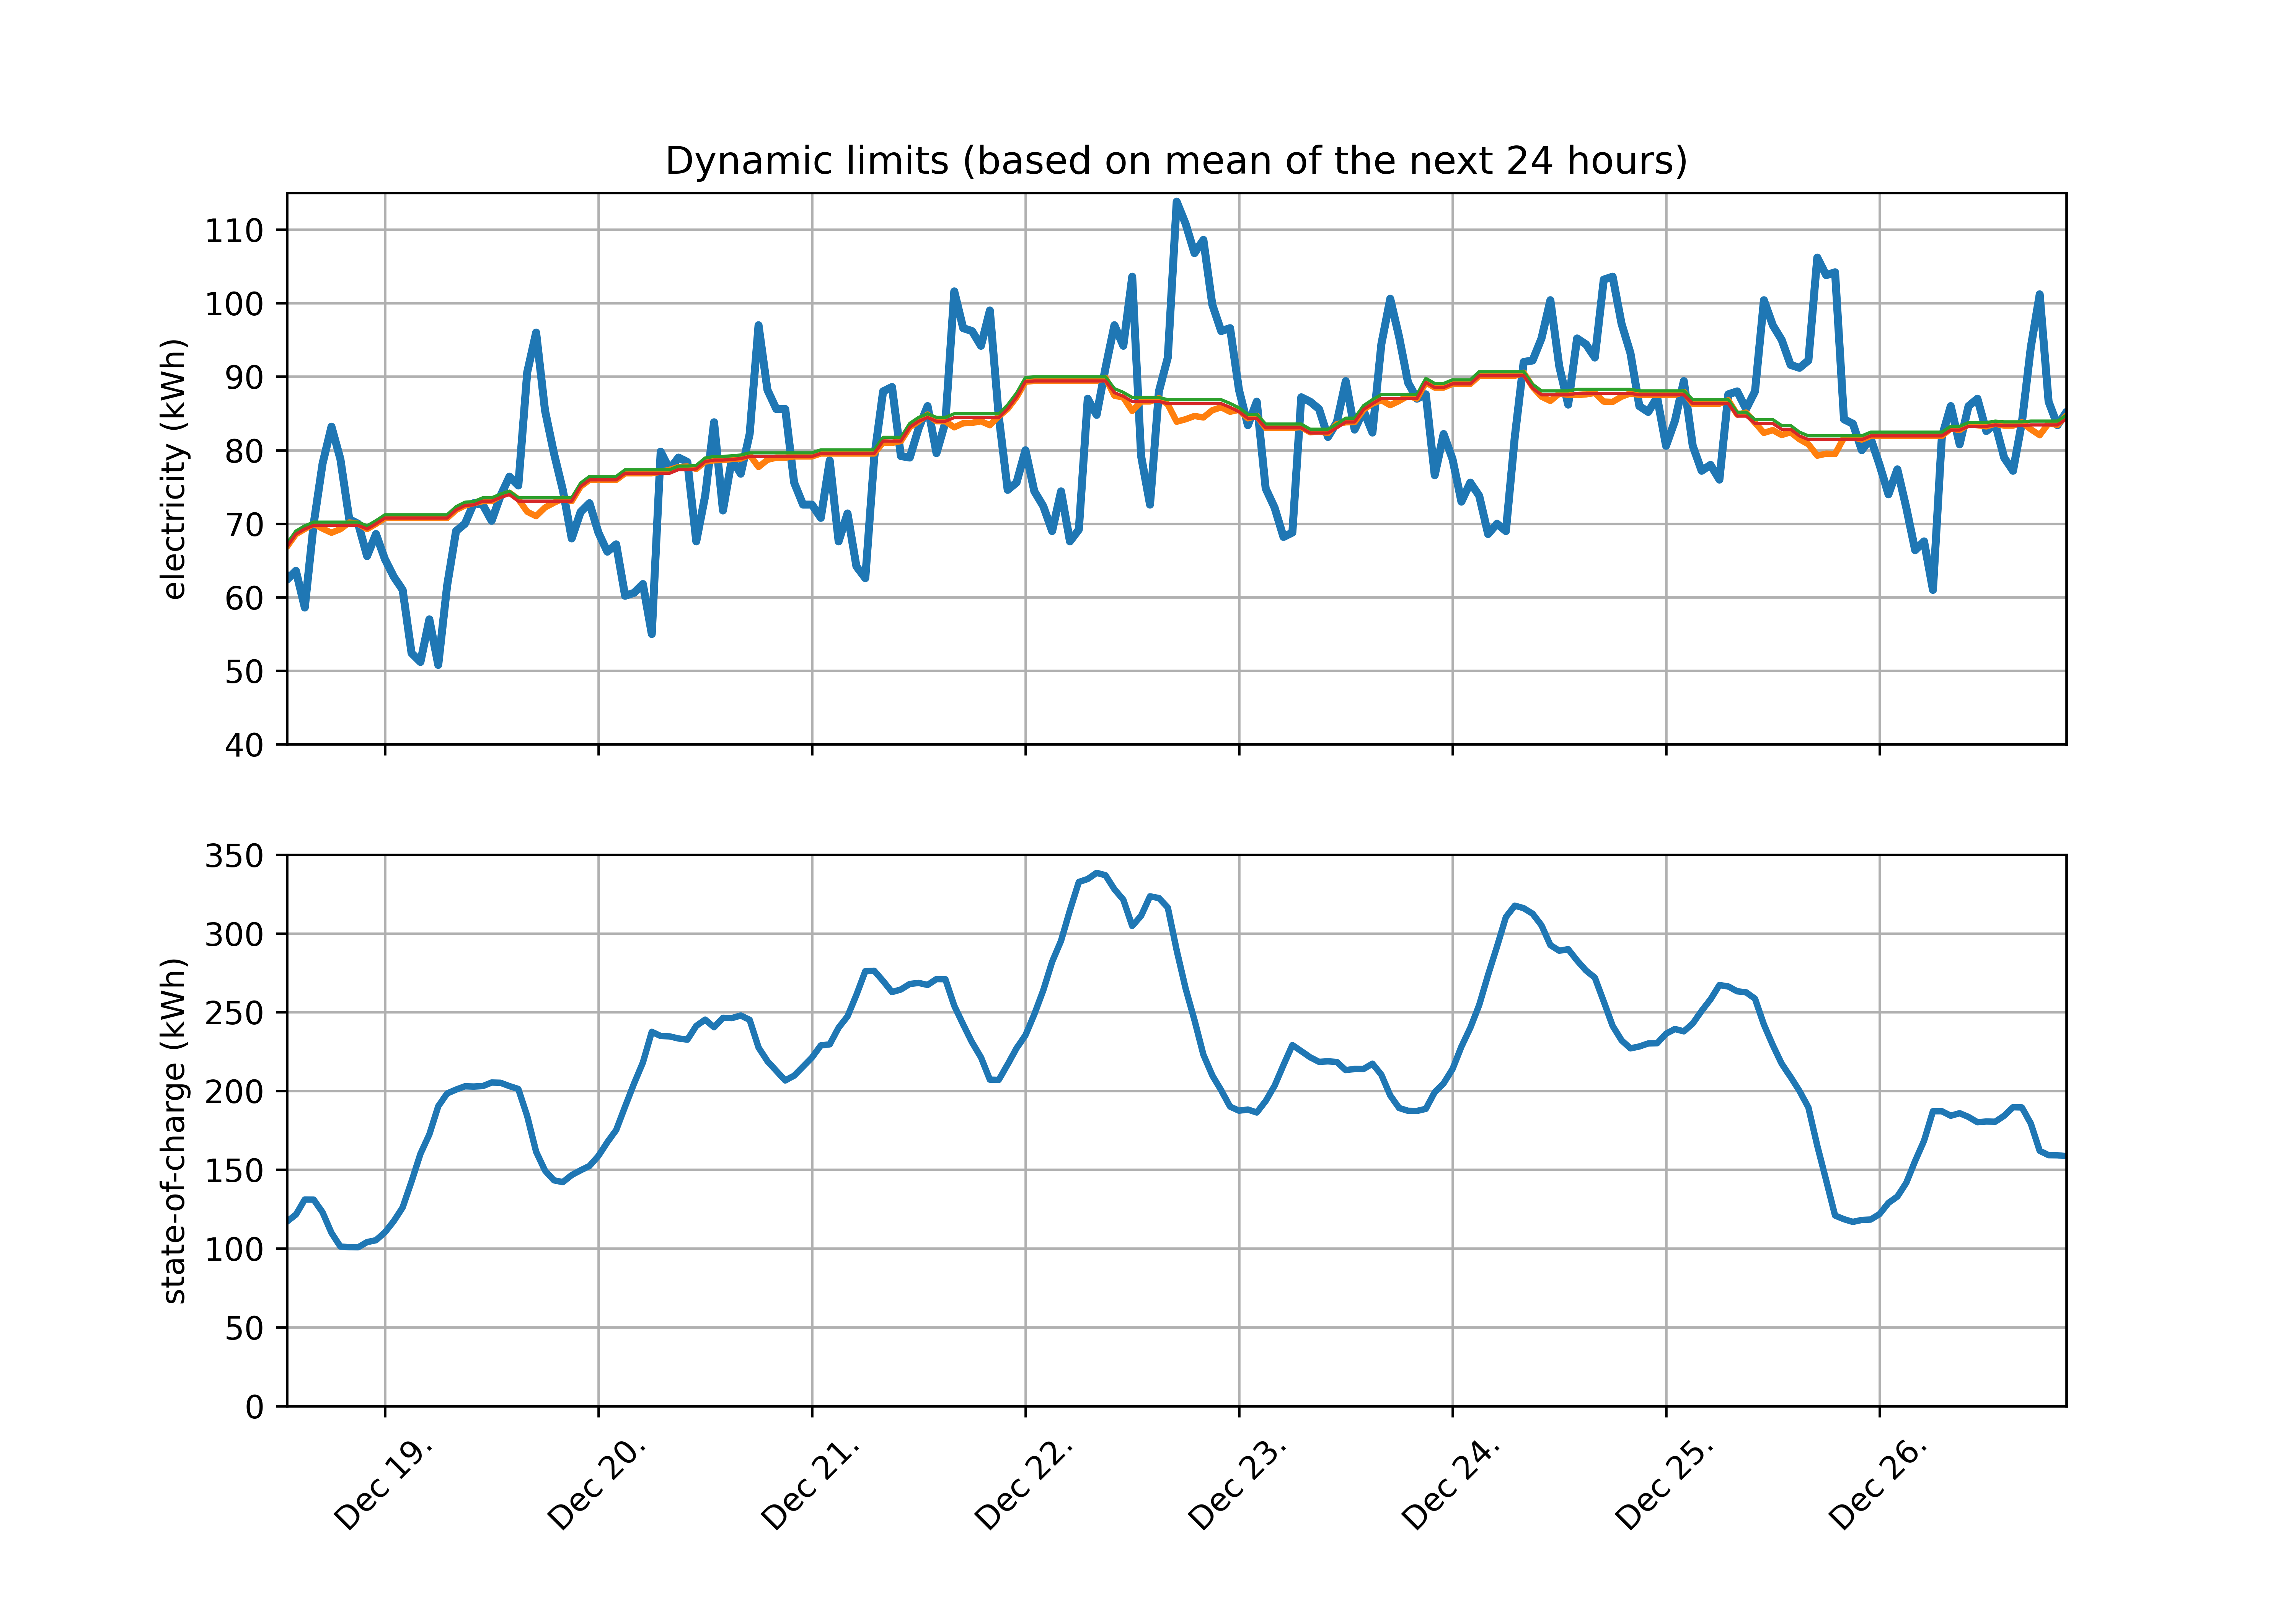 Dynamic limits (based on mean of the next 24 hours)
electricity (kWh)
110
100
90
80
70
60
50
40
state-of-charge (kWh)
350
300
250
200
150
100
50
0
Dec 19.
Dec 20.
Dec 21.
Dec 22.
Dec 23.
Dec 24.
Dec 25.
Dec 26.